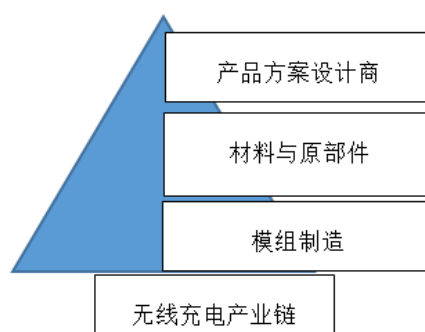 产品方案设计商
材料与原部件
模组制造
无线充电产业链